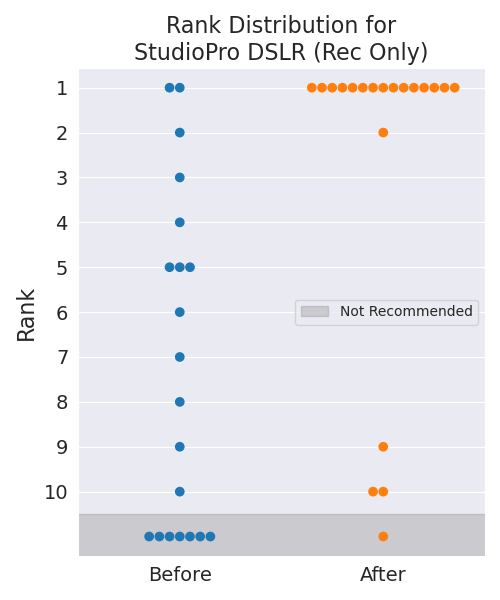 Rank Distribution for
StudioPro DSLR (Rec Only)
Rank
1
2
3
4
5
6
7
8
9
10
Not Recommended
Before
After